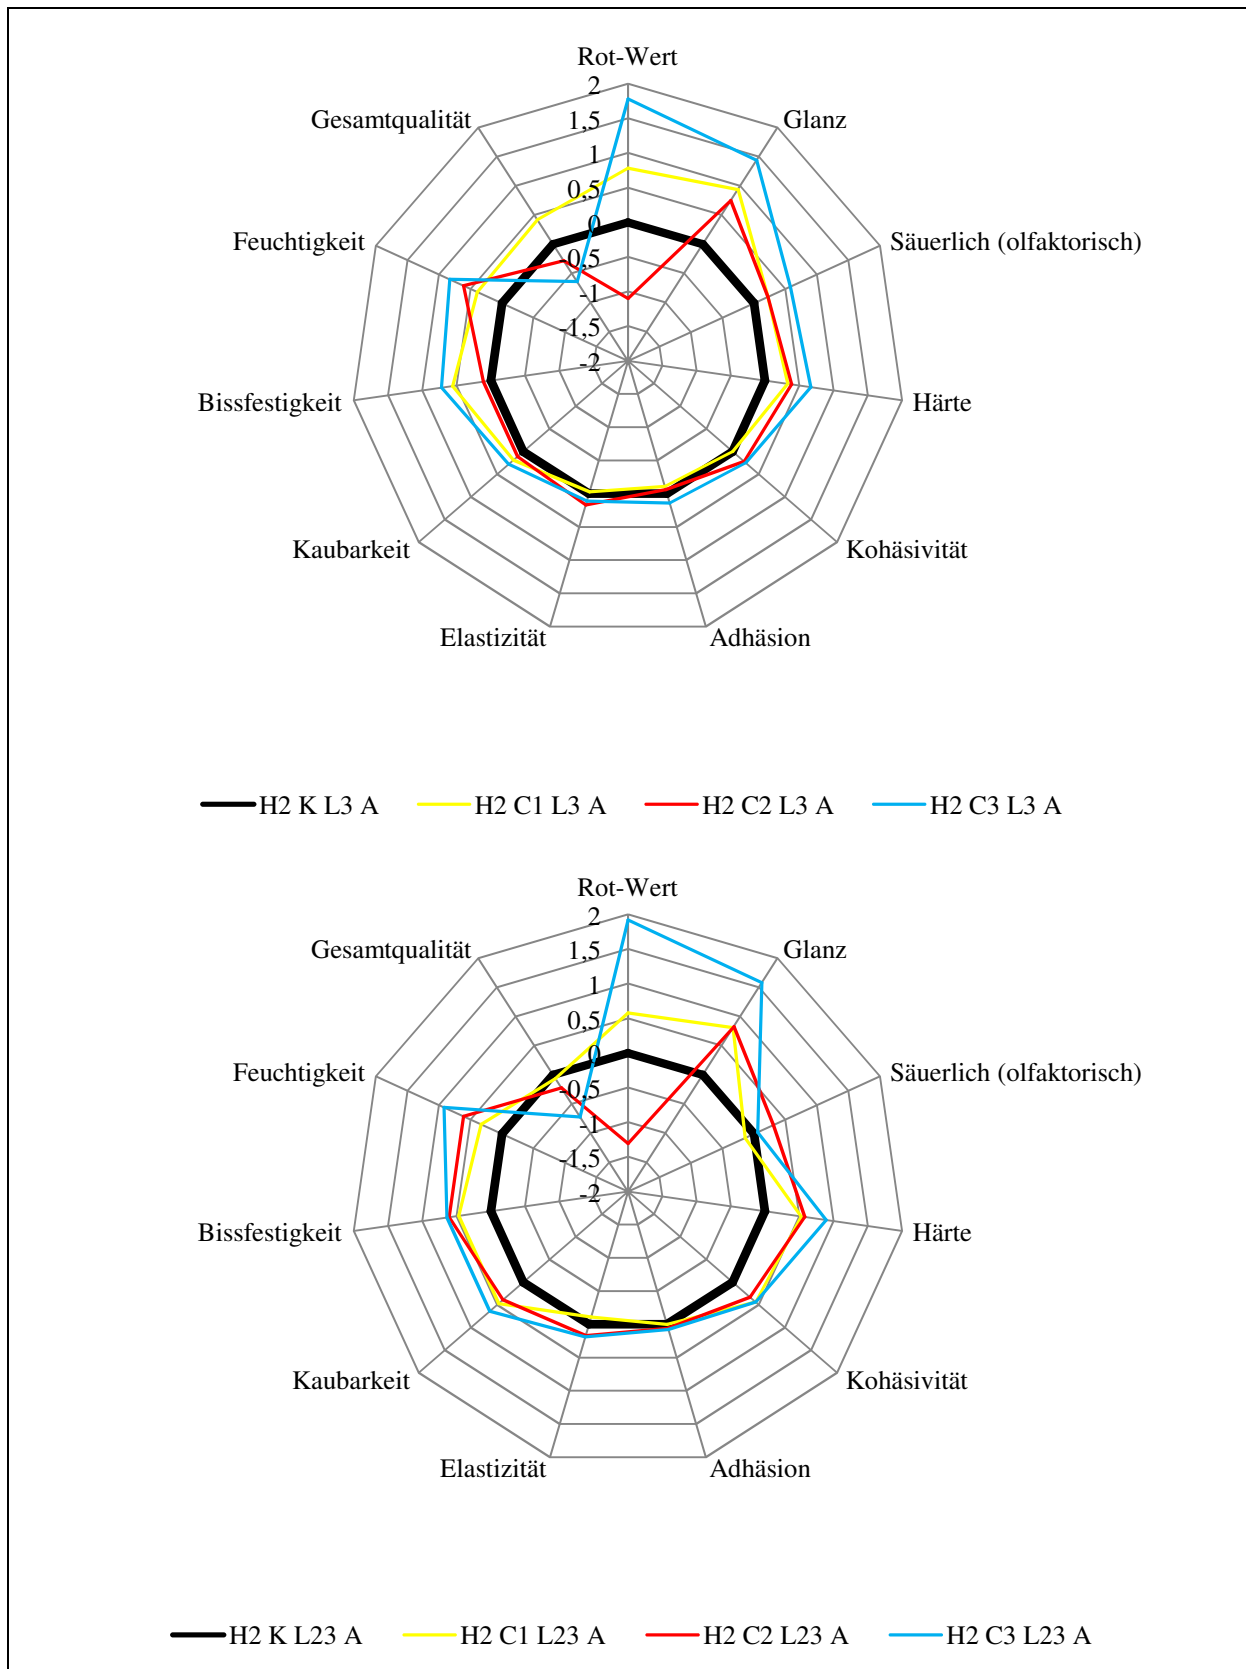 Rot-Wert
2
Gesamtqualität
Glanz
1,5
1
0,5
Feuchtigkeit
0
Säuerlich (olfaktorisch)
-0,5
-1
-1,5
-2
Bissfestigkeit
Härte
Kaubarkeit
Kohäsivität
Elastizität
Adhäsion
H2 K L3 A H2 C1 L3 A H2 C2 L3 A H2 C3 L3 A
Rot-Wert
2
Gesamtqualität
Glanz
1,5
1
0,5
0
Feuchtigkeit
Säuerlich (olfaktorisch)
-0,5
-1
-1,5
-2
Bissfestigkeit
Härte
Kaubarkeit
Kohäsivität
Elastizität
Adhäsion
H2 K L23 A H2 C1 L23 A H2 C2 L23 A H2 C3 L23 A